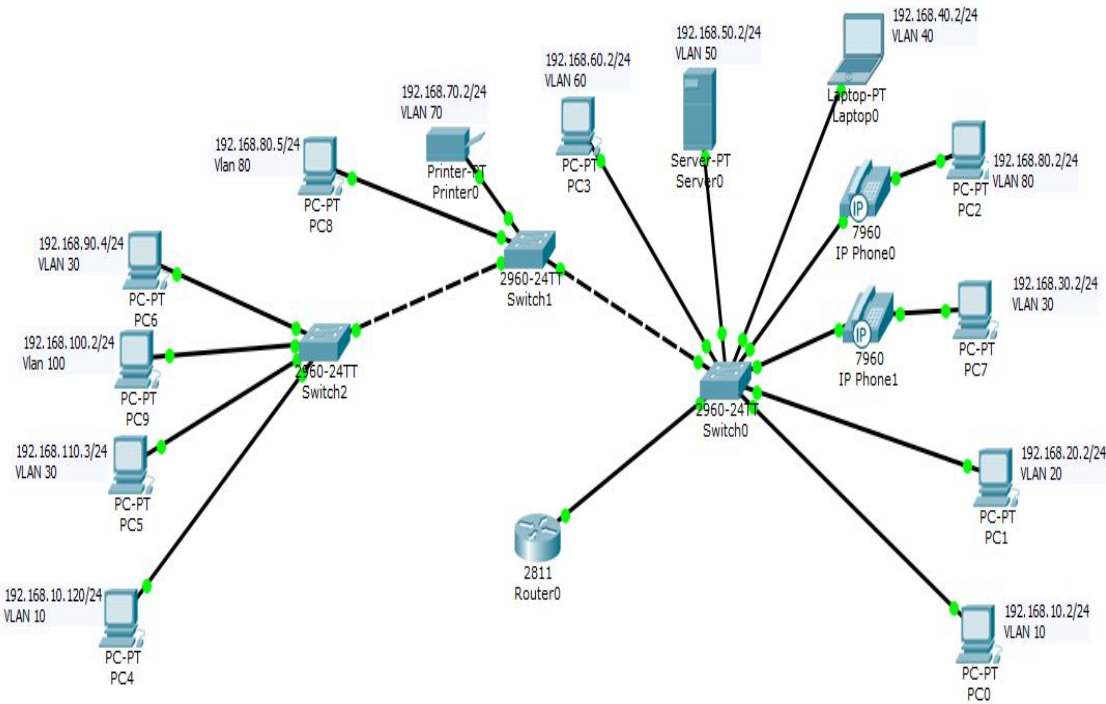 192.168.40.2/24
VLAN 40
Laptop-PT
Laptop0
192.168.50.2/24
VLAN 50
Server-PT
Server0
192.168.60.2/24
VLAN 60
PC-PT
PC3
192.168.70.2/24
VLAN 70
Printer-PT
Printer0
192.168.80.5/24
Vlan 80
PC-PT
PC8
192.168.80.2/24
VLAN 80
PC-PT
PC2
IP
7960
IP Phone0
192.168.90.4/24
VLAN 30
PC-PT
PC6
2960-24TT
Switch1
192.168.30.2/24
VLAN 30
PC-PT
PC7
IP
7960
IP Phone1
192.168.100.2/24
Vlan 100
PC-PT
PC9
2960-24TT
Switch2
2960-24TT
Switch0
192.168.110.3/24
VLAN 30
PC-PT
PC5
192.168.20.2/24
VLAN 20
PC-PT
PC1
2811
Router0
192.168.10.120/24
VLAN 10
PC-PT
PC4
192.168.10.2/24
VLAN 10
PC-PT
PC0